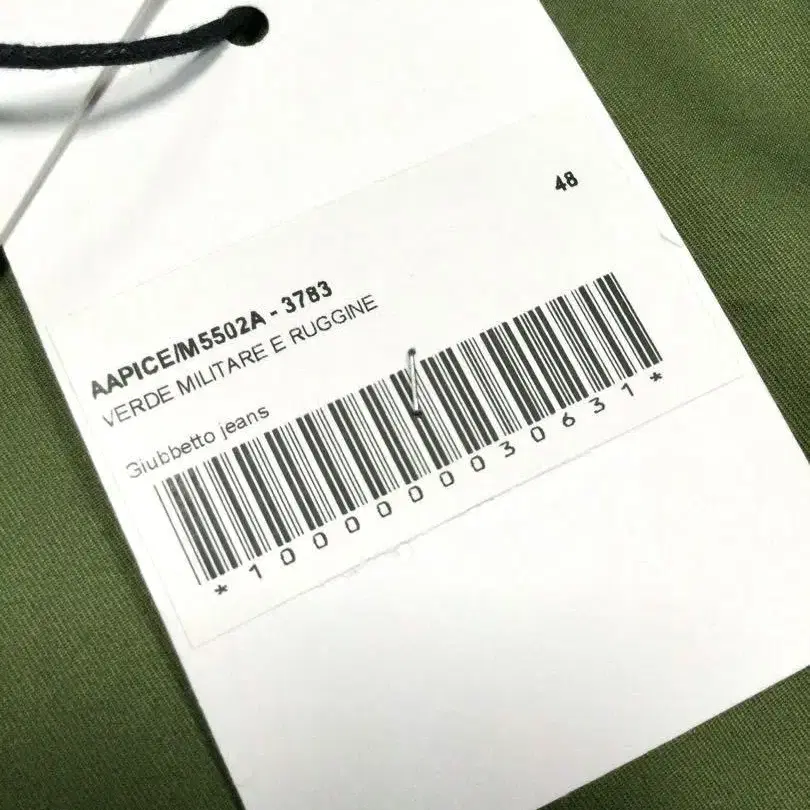 48
AAPICE/M5502A - 3783
VERDE MILITARE E RUGGINE
Giubbetto jeans
*1000000030631*